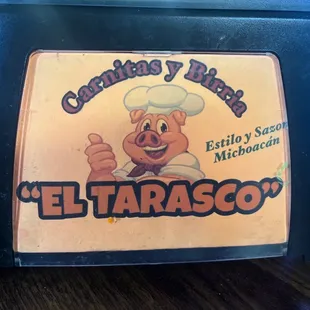 Carnitas y Birria
Estilo y Sazon
Michoacán
"EL TARASCO"